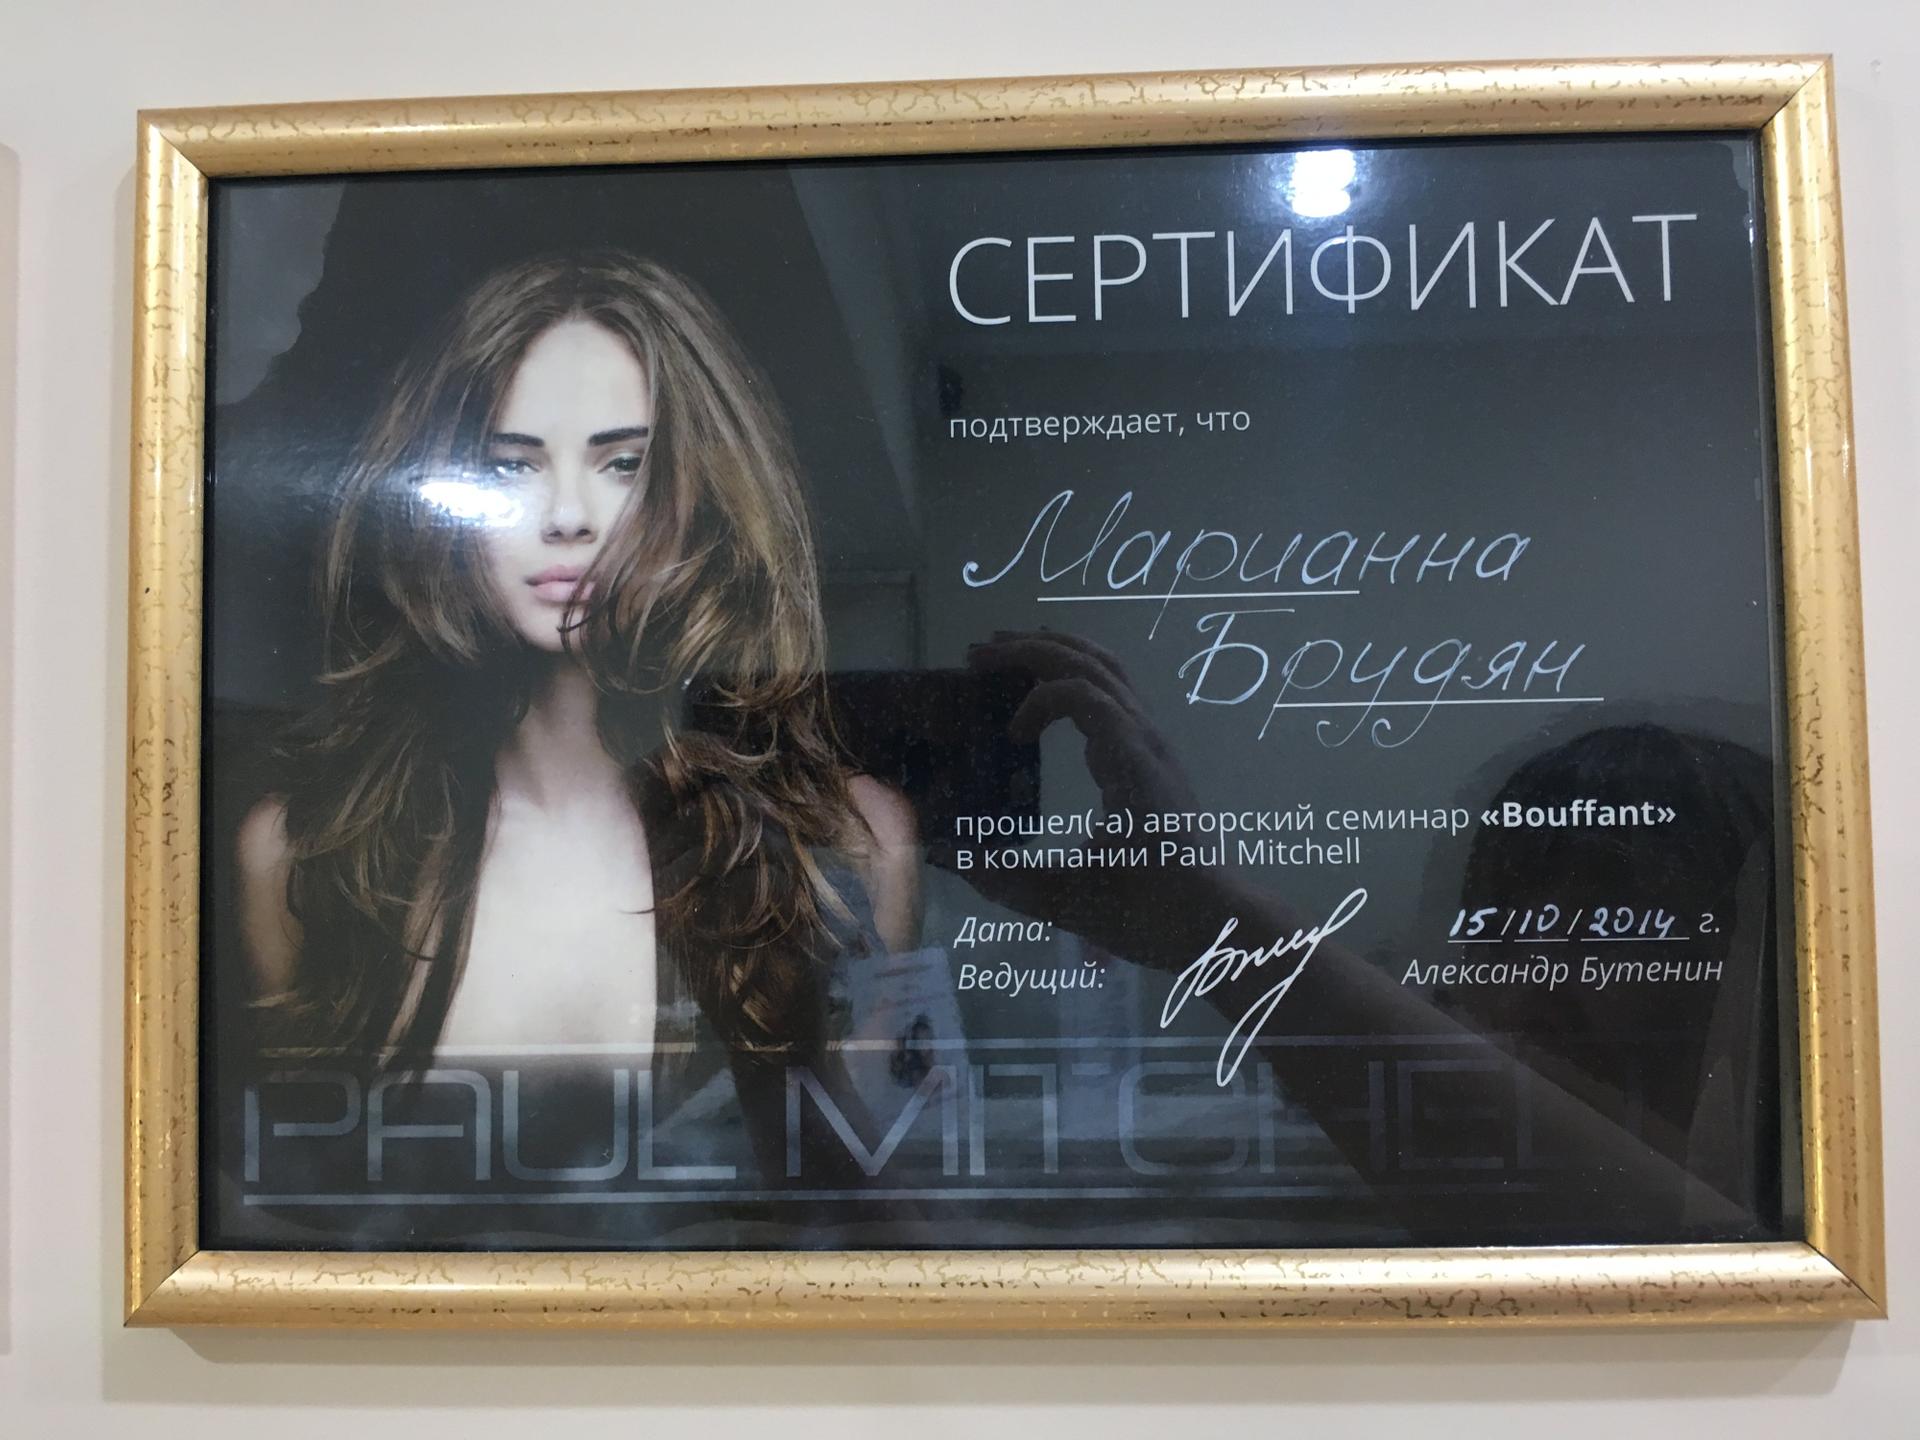 СЕРТИФИКАТ
подтверждает, что
Марианна
Брудян
прошел(-а) авторский семинар «Bouffant»
в компании Paul Mitchell
Дата: 15/10/2014 г.
Ведущий: Александр Бутенин
PAUL MITCHELL